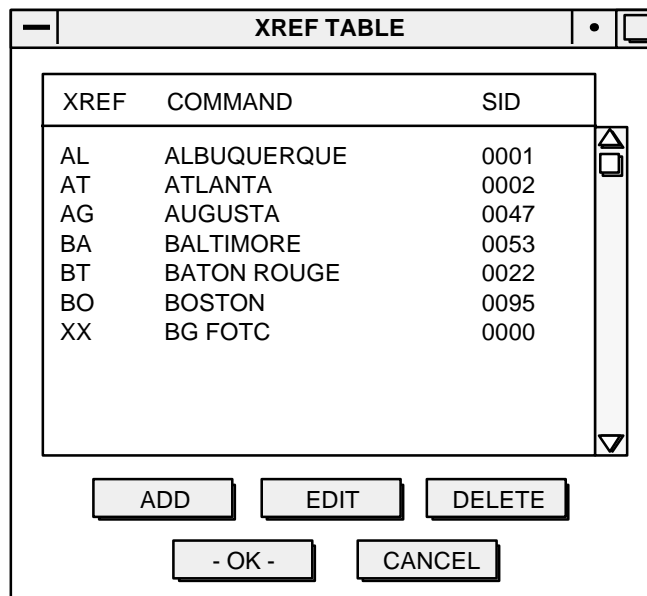 XREF TABLE
XREF COMMAND SID
AL ALBUQUERQUE 0001
AT ATLANTA 0002
AG AUGUSTA 0047
BA BALTIMORE 0053
BT BATON ROUGE 0022
BO BOSTON 0095
XX BG FOTC 0000
ADD EDIT DELETE
- OK - CANCEL